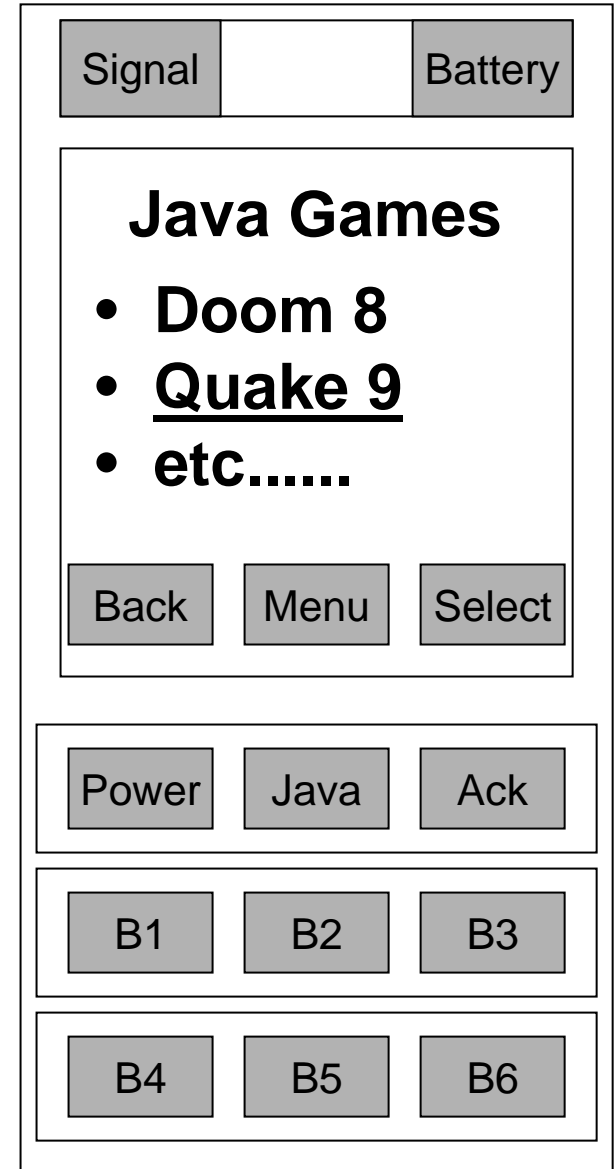 Signal Battery
Java Games
• Doom 8
• Quake 9
• etc......
Back Menu Select
Power Java Ack
B1 B2 B3
B4 B5 B6